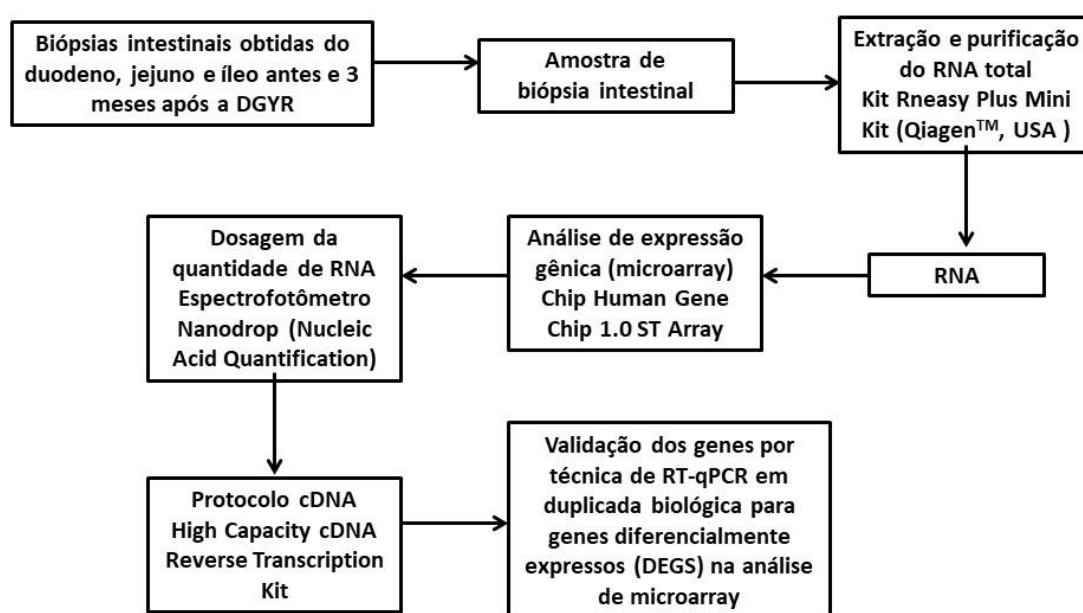 Biópsias intestinais obtidas do
duodeno, jejuno e íleo antes e 3
meses após a DGYR
Amostra de
biópsia intestinal
Extração e purificação
do RNA total
Kit Rneasy Plus Mini
Kit (Qiagen™, USA )
RNA
Análise de expressão
gênica (microarray)
Chip Human Gene
Chip 1.0 ST Array
Dosagem da
quantidade de RNA
Espectrofotômetro
Nanodrop (Nucleic
Acid Quantification)
Protocolo cDNA
High Capacity cDNA
Reverse Transcription
Kit
Validação dos genes por
técnica de RT-qPCR em
duplicada biológica para
genes diferencialmente
expressos (DEGS) na análise
de microarray